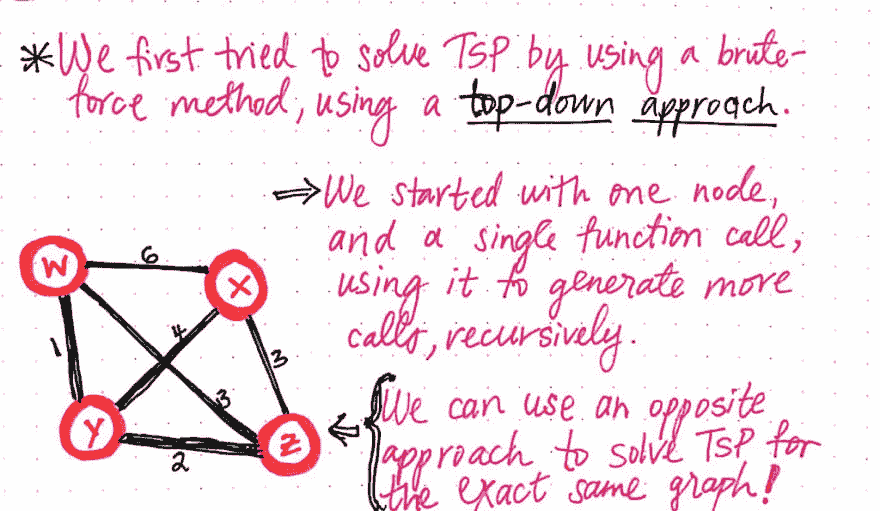 *We first tried to solve TSP by using a brute-
force method, using a top-down approach.
⇒We started with one node,
and a single function call,
using it to generate more
calls, recursively.
W
6
X
1
4
3
3
Y
2
Z
⇐ We can use an opposite
approach to solve TSP for
the exact same graph!